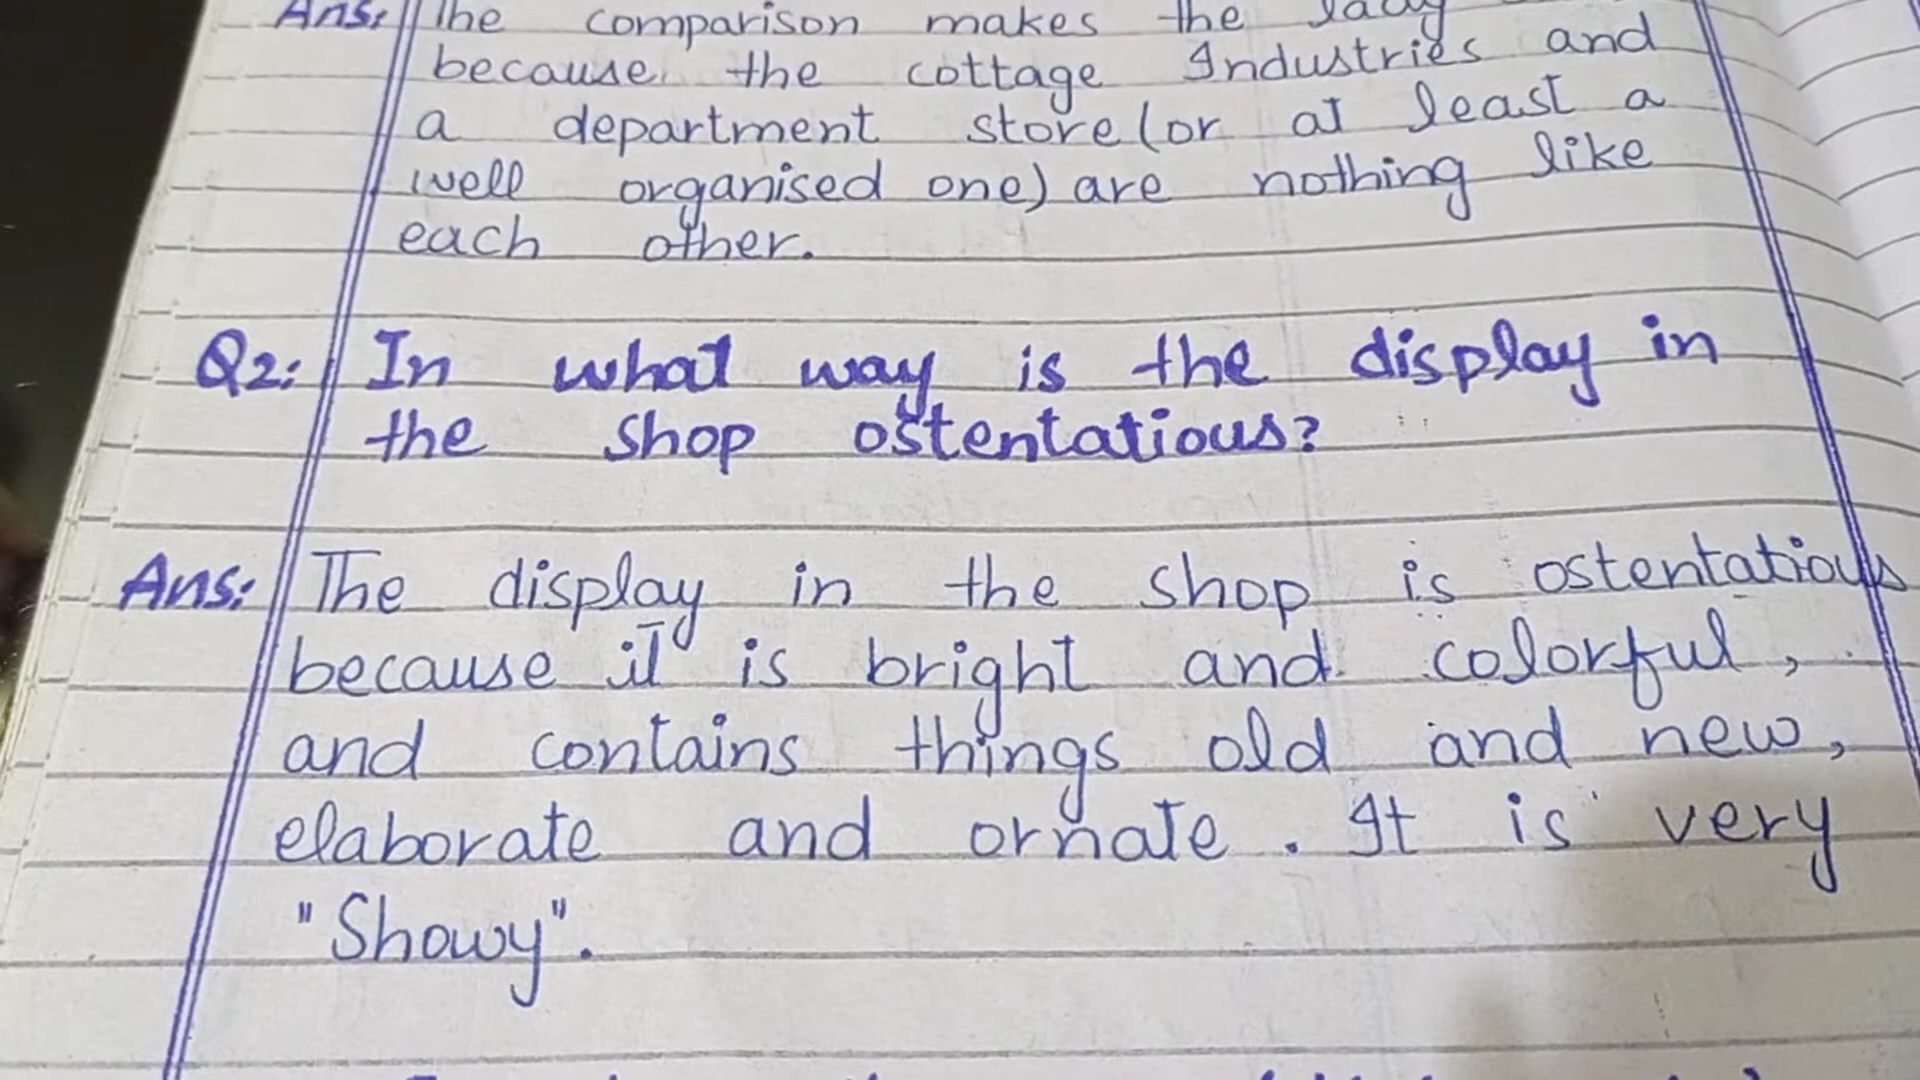 Ans: The comparison makes the lady
because the cottage Industries and
a department store (or at least a
well organised one) are nothing like
each other.
Q2: In what way is the display in
the shop ostentatious?
Ans: The display in the shop is ostentatious
because it is bright and colorful,
and contains things old and new,
elaborate and ornate. It is very
"Showy".